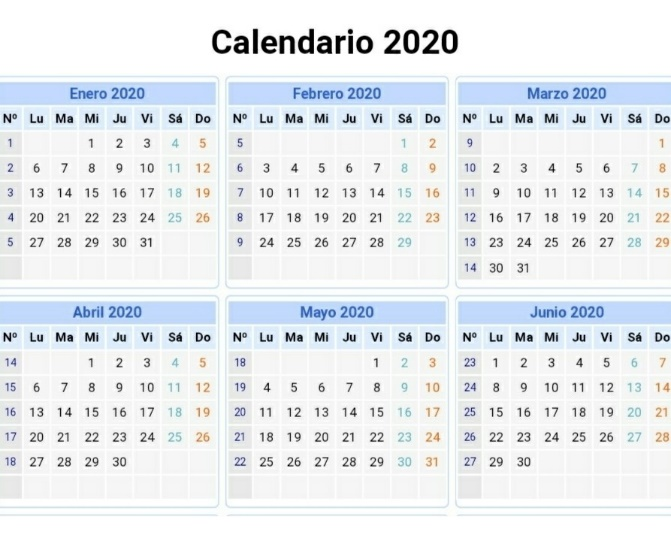 Calendario 2020
Enero 2020
Nº Lu Ma Mi Ju Vi Sá Do
1 1 2 3 4 5
2 6 7 8 9 10 11 12
3 13 14 15 16 17 18 19
4 20 21 22 23 24 25 26
5 27 28 29 30 31
Febrero 2020
Nº Lu Ma Mi Ju Vi Sá Do
5 1 2
6 3 4 5 6 7 8 9
7 10 11 12 13 14 15 16
8 17 18 19 20 21 22 23
9 24 25 26 27 28 29
Marzo 2020
Nº Lu Ma Mi Ju Vi Sá Do
9 1
10 2 3 4 5 6 7 8
11 9 10 11 12 13 14 15
12 16 17 18 19 20 21 22
13 23 24 25 26 27 28 29
14 30 31
Abril 2020
Nº Lu Ma Mi Ju Vi Sá Do
14 1 2 3 4 5
15 6 7 8 9 10 11 12
16 13 14 15 16 17 18 19
17 20 21 22 23 24 25 26
18 27 28 29 30
Mayo 2020
Nº Lu Ma Mi Ju Vi Sá Do
18 1 2 3
19 4 5 6 7 8 9 10
20 11 12 13 14 15 16 17
21 18 19 20 21 22 23 24
22 25 26 27 28 29 30 31
Junio 2020
Nº Lu Ma Mi Ju Vi Sá Do
23 1 2 3 4 5 6 7
24 8 9 10 11 12 13 14
25 15 16 17 18 19 20 21
26 22 23 24 25 26 27 28
27 29 30